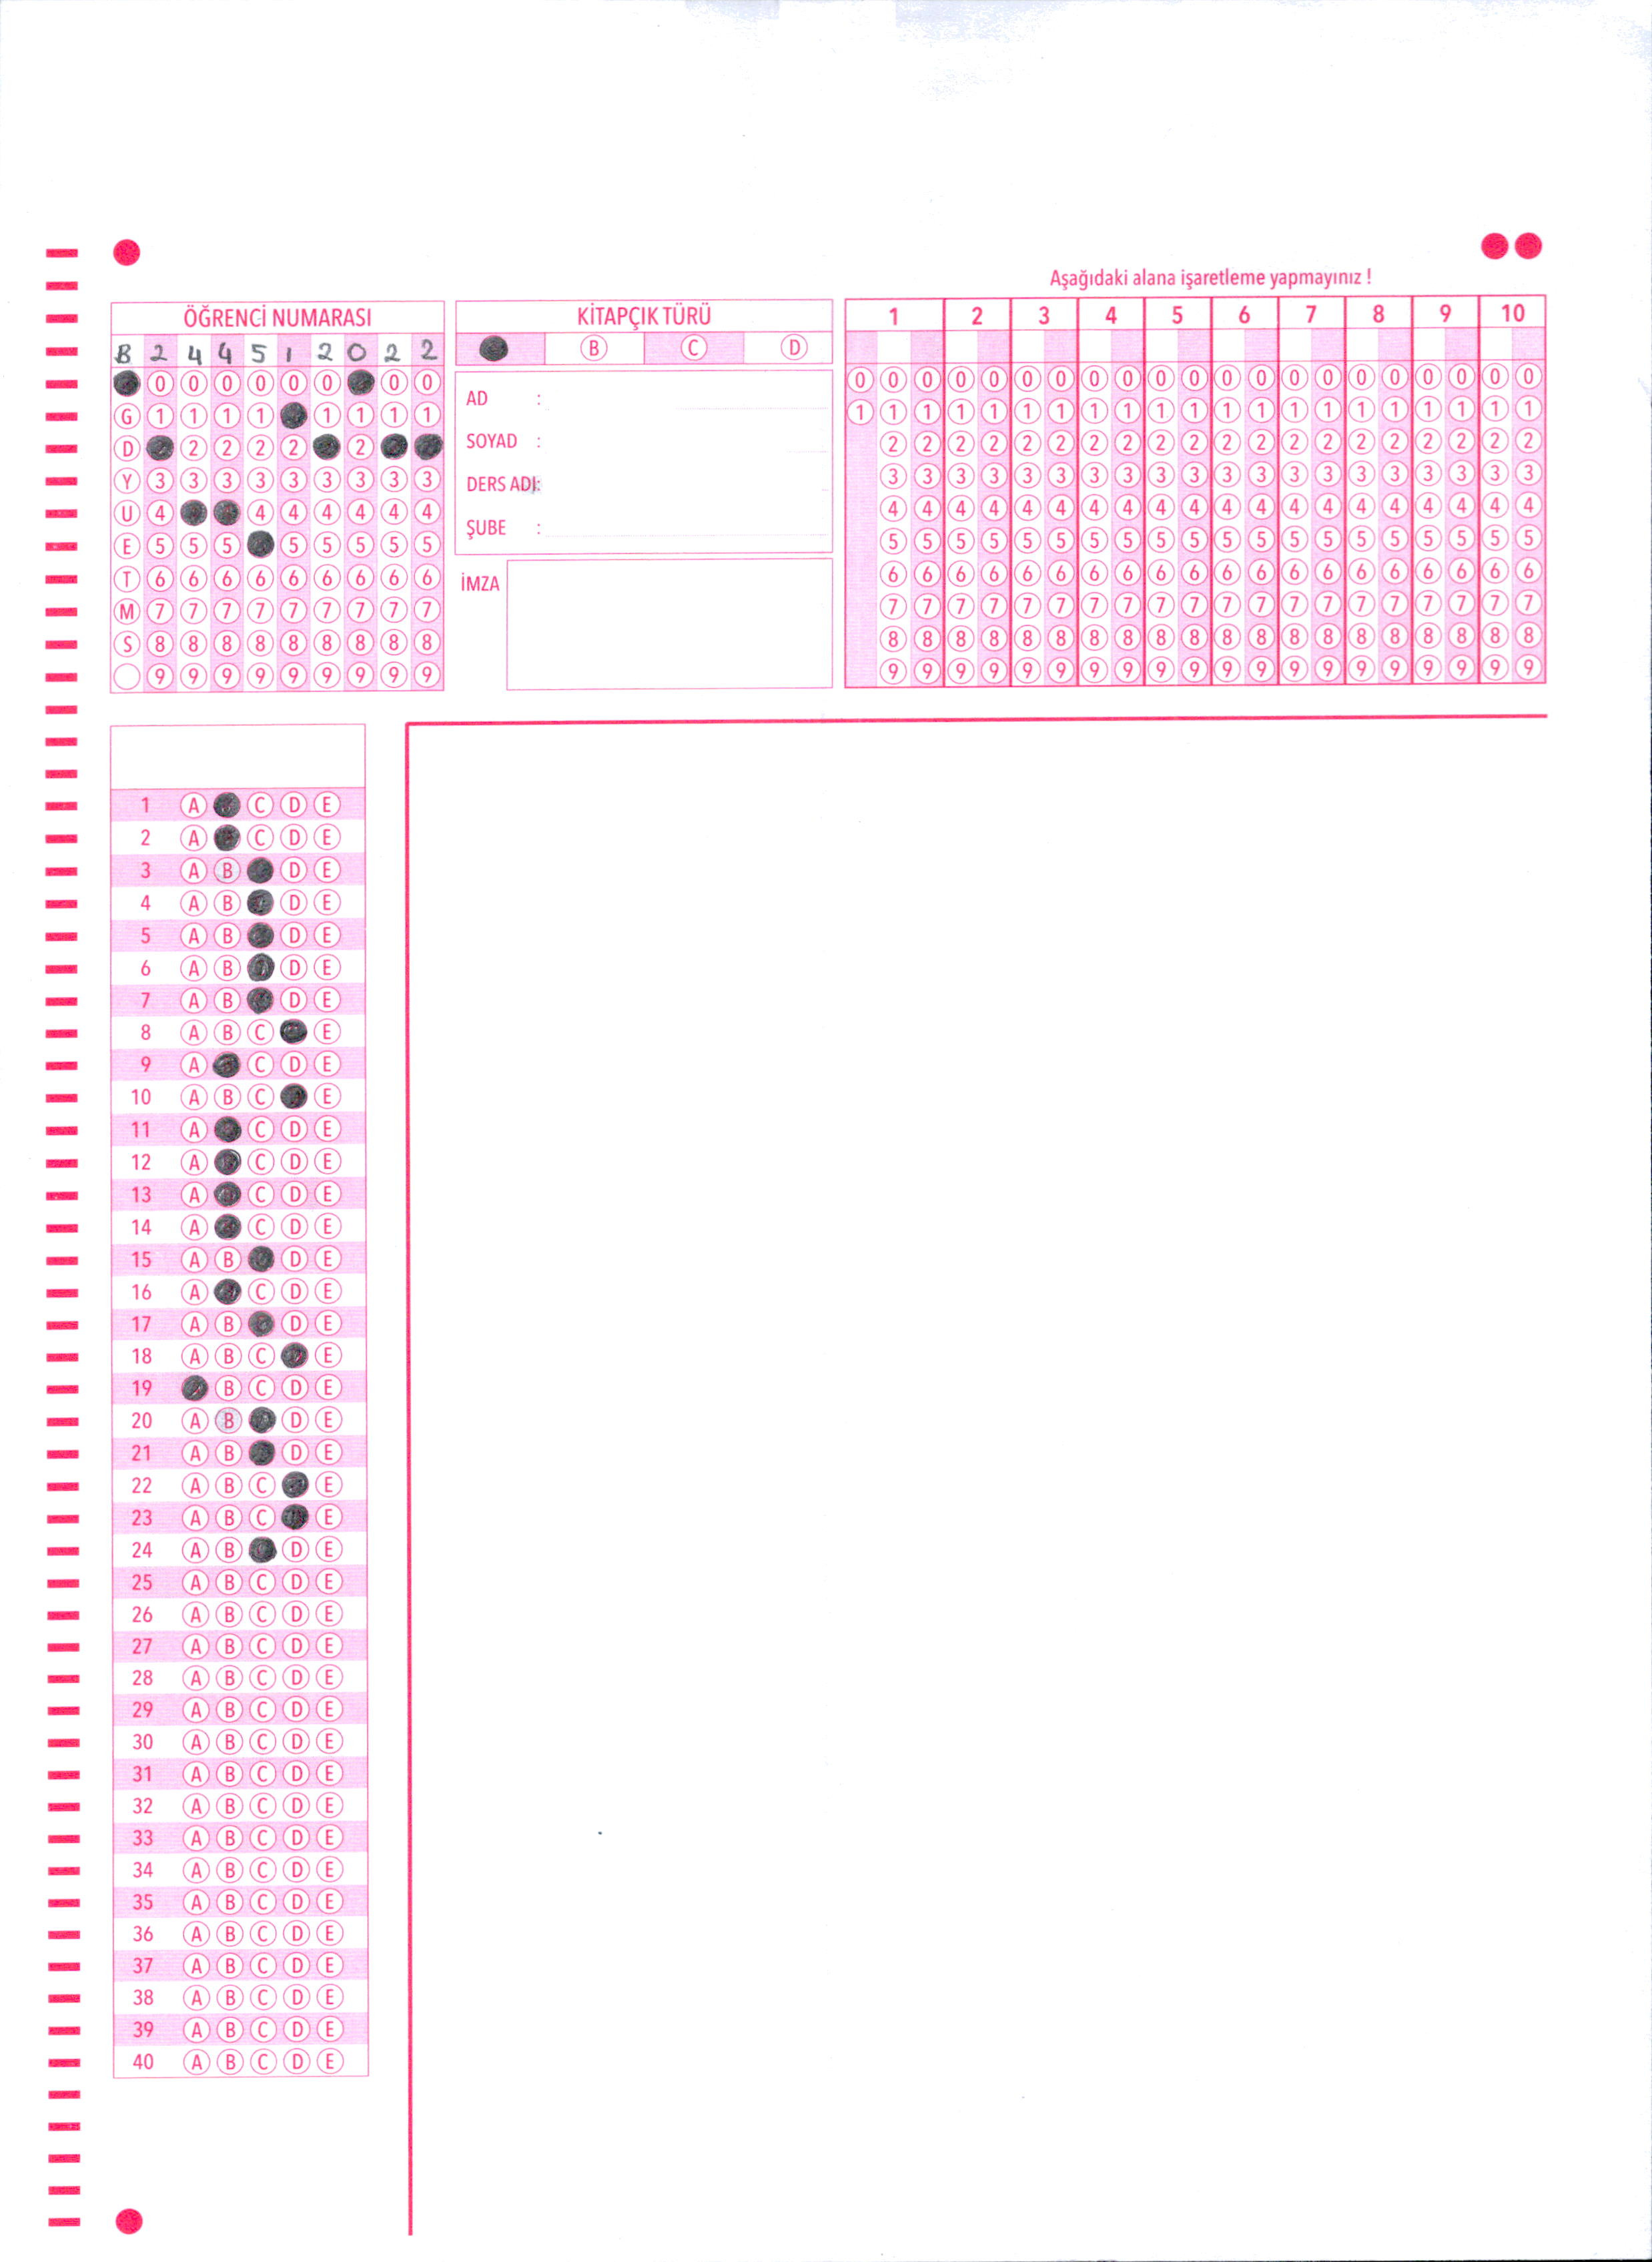 Aşağıdaki alana işaretleme yapmayınız !
ÖĞRENCİ NUMARASI
B 2 4 4 5 1 2 0 2 2
0 0 0 0 0 0 0 0
G 1 1 1 1 1 1 1 1
D 2 2 2 2 2
Y 3 3 3 3 3 3 3 3 3
U 4 4 4 4 4 4 4
E 5 5 5 5 5 5 5 5
T 6 6 6 6 6 6 6 6 6
M 7 7 7 7 7 7 7 7 7
S 8 8 8 8 8 8 8 8 8
9 9 9 9 9 9 9 9 9
KİTAPÇIK TÜRÜ
B C D
AD :
SOYAD :
DERS ADI:
ŞUBE :
İMZA
1 2 3 4 5 6 7 8 9 10
0 0 0 0 0 0 0 0 0 0 0 0 0 0 0 0 0 0 0 0 0
1 1 1 1 1 1 1 1 1 1 1 1 1 1 1 1 1 1 1 1 1
2 2 2 2 2 2 2 2 2 2 2 2 2 2 2 2 2 2 2 2
3 3 3 3 3 3 3 3 3 3 3 3 3 3 3 3 3 3 3 3
4 4 4 4 4 4 4 4 4 4 4 4 4 4 4 4 4 4 4 4
5 5 5 5 5 5 5 5 5 5 5 5 5 5 5 5 5 5 5 5
6 6 6 6 6 6 6 6 6 6 6 6 6 6 6 6 6 6 6 6
7 7 7 7 7 7 7 7 7 7 7 7 7 7 7 7 7 7 7 7
8 8 8 8 8 8 8 8 8 8 8 8 8 8 8 8 8 8 8 8
9 9 9 9 9 9 9 9 9 9 9 9 9 9 9 9 9 9 9 9
1 A C D E
2 A C D E
3 A B D E
4 A B D E
5 A B D E
6 A B D E
7 A B D E
8 A B C E
9 A C D E
10 A B C E
11 A C D E
12 A C D E
13 A C D E
14 A C D E
15 A B D E
16 A C D E
17 A B D E
18 A B C E
19 B C D E
20 A B D E
21 A B D E
22 A B C E
23 A B C E
24 A B D E
25 A B C D E
26 A B C D E
27 A B C D E
28 A B C D E
29 A B C D E
30 A B C D E
31 A B C D E
32 A B C D E
33 A B C D E
34 A B C D E
35 A B C D E
36 A B C D E
37 A B C D E
38 A B C D E
39 A B C D E
40 A B C D E